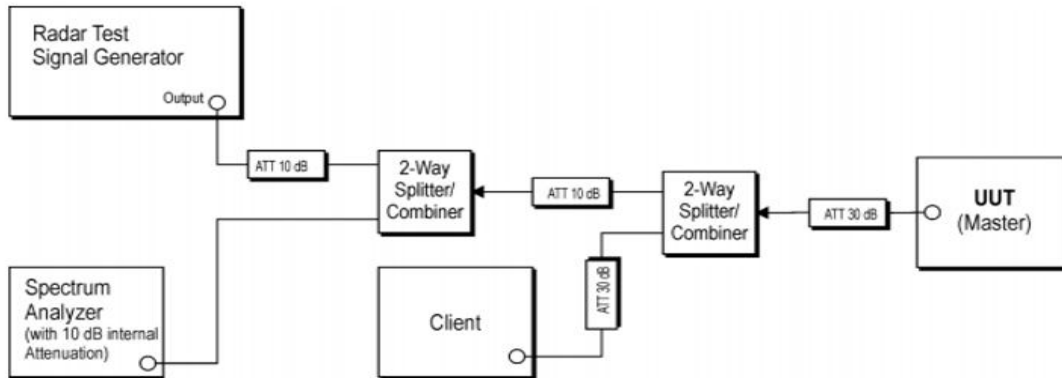 Radar Test
Signal Generator
Output
ATT 10 dB
2-Way
Splitter/
Combiner
ATT 10 dB
2-Way
Splitter/
Combiner
ATT 30 dB
UUT
(Master)
Spectrum
Analyzer
(with 10 dB internal
Attenuation)
Client
ATT 30 dB